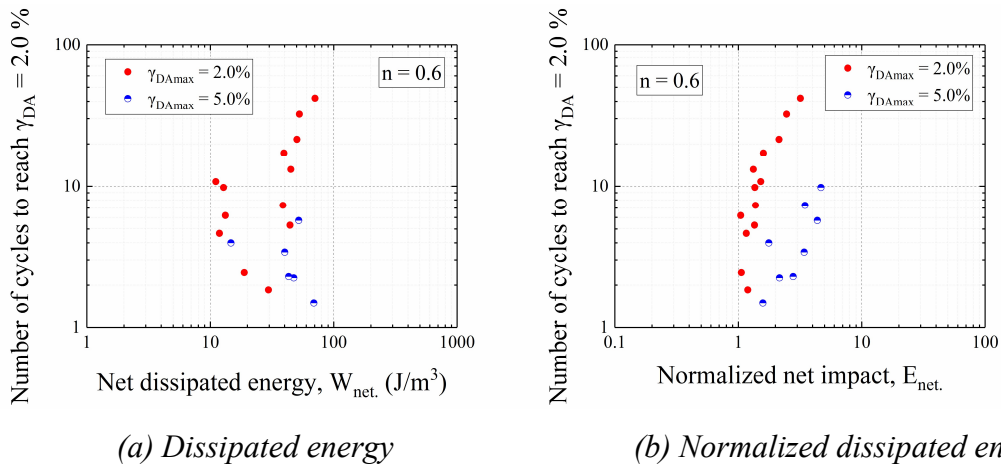 Number of cycles to reach γDA = 2.0 %
100
10
1
γDAmax = 2.0%
γDAmax = 5.0%
n = 0.6
1
10
100
1000
Net dissipated energy, Wnet. (J/m³)
(a) Dissipated energy
Number of cycles to reach γDA = 2.0 %
100
10
1
n = 0.6
γDAmax = 2.0%
γDAmax = 5.0%
0.1
1
10
100
Normalized net impact, Enet.
(b) Normalized dissipated en